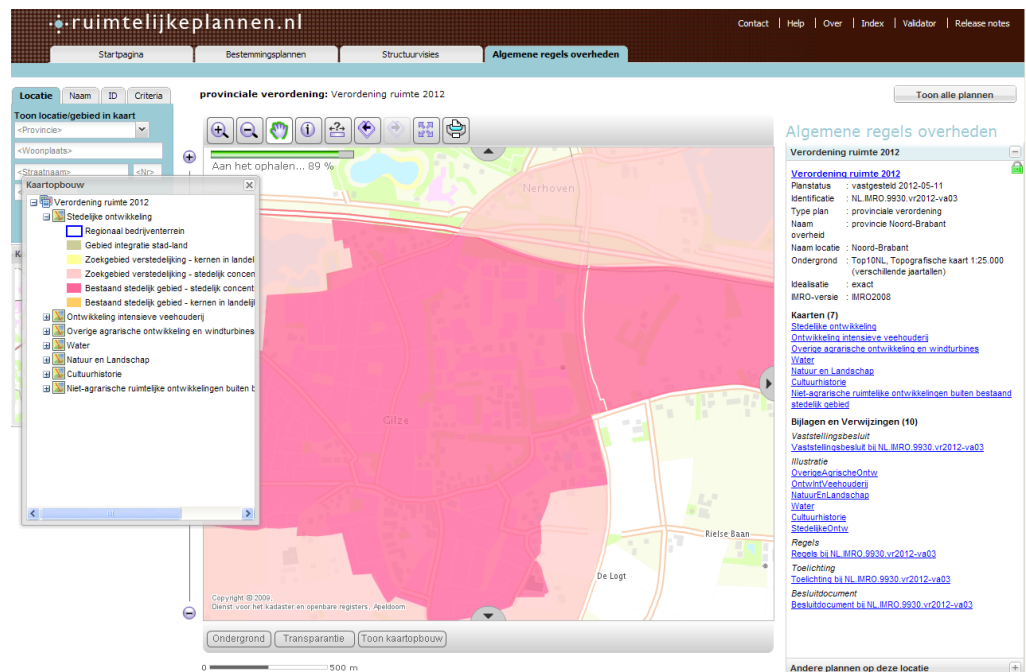 ruimtelijkeplannen.nl
Contact | Help | Over | Index | Validator | Release notes
Startpagina
Bestemmingsplannen
Structuurvisies
Algemene regels overheden
Locatie
Naam
ID
Criteria
Toon locatie/gebied in kaart
<Provincie>
<Woonplaats>
<Straatnaam>
<Nr>
provinciale verordening: Verordening ruimte 2012
Toon alle plannen
Aan het ophalen... 89 %
Kaartopbouw
Verordening ruimte 2012
Stedelijke ontwikkeling
Regionaal bedrijventerrein
Gebied integratie stad-land
Zoekgebied verstedelijking - kernen in landel
Zoekgebied verstedelijking - stedelijk concen
Bestaand stedelijk gebied - stedelijk concent
Bestaand stedelijk gebied - kernen in landelijl
Ontwikkeling intensieve veehouderij
Overige agrarische ontwikkeling en windturbines
Water
Natuur en Landschap
Cultuurhistorie
Niet-agrarische ruimtelijke ontwikkelingen buiten b
Nerhoven
Gilze
Rielse Baan
De Logt
Copyright © 2009,
Dienst voor het kadaster en openbare registers, Apeldoorn
Ondergrond
Transparantie
Toon kaartopbouw
0
500 m
Algemene regels overheden
Verordening ruimte 2012
Verordening ruimte 2012
Planstatus : vastgesteld 2012-05-11
Identificatie : NL.IMRO.9930.vr2012-va03
Type plan : provinciale verordening
Naam : provincie Noord-Brabant
overheid
Naam locatie : Noord-Brabant
Ondergrond : Top10NL, Topografische kaart 1:25.000
(verschillende jaartallen)
Idealisatie : exact
IMRO-versie : IMRO2008
Kaarten (7)
Stedelijke ontwikkeling
Ontwikkeling intensieve veehouderij
Overige agrarische ontwikkeling en windturbines
Water
Natuur en Landschap
Cultuurhistorie
Niet-agrarische ruimtelijke ontwikkelingen buiten bestaand
stedelijk gebied
Bijlagen en Verwijzingen (10)
Vaststellingsbesluit
Vaststellingsbesluit bij NL.IMRO.9930.vr2012-va03
Illustratie
OverigeAgrischeOntw
OntwIntVeehouderij
NatuurEnLandschap
Water
Cultuurhistorie
StedelijkeOntw
Regels
Regels bij NL.IMRO.9930.vr2012-va03
Toelichting
Toelichting bij NL.IMRO.9930.vr2012-va03
Besluitdocument
Besluitdocument bij NL.IMRO.9930.vr2012-va03
Andere plannen op deze locatie